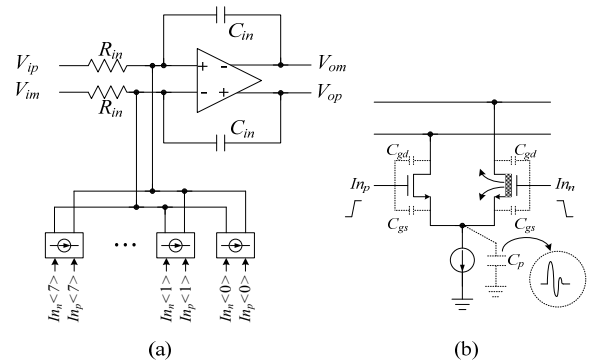 C_in
R_in
V_ip
+ -
V_om
V_im
- +
V_op
R_in
C_in
C_gd
C_gd
In_p
In_n
C_gs
C_gs
C_p
...
In_n<7>
In_p<7>
In_n<1>
In_p<1>
In_n<0>
In_p<0>
(a)
(b)